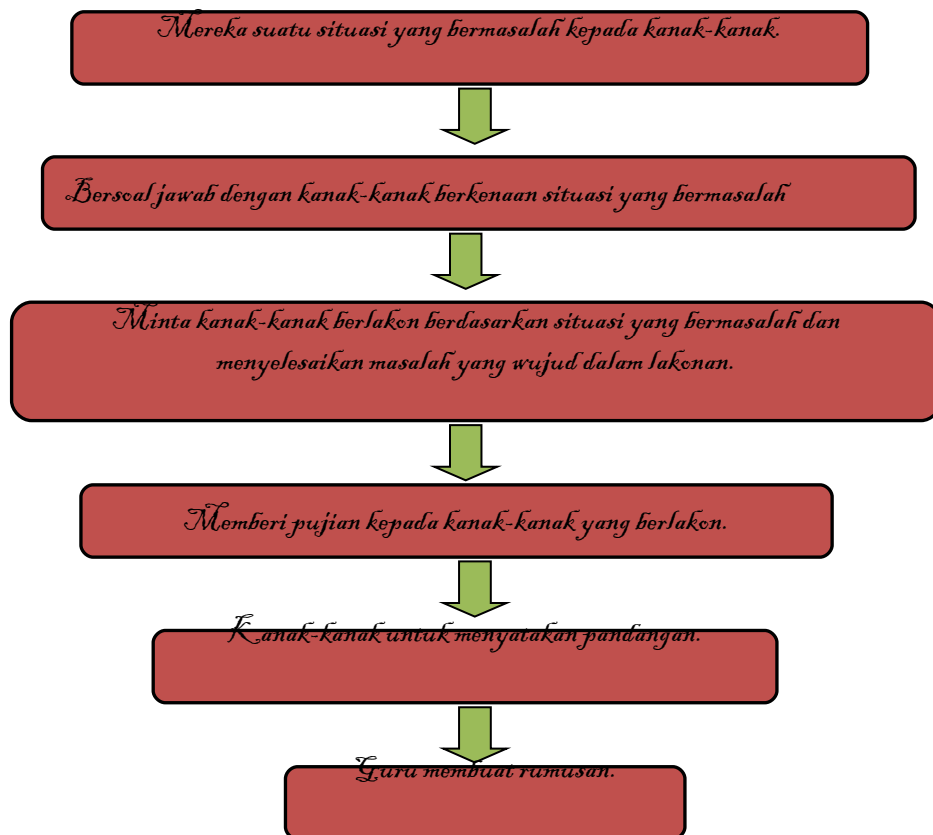 Mereka suatu situasi yang bermasalah kepada kanak-kanak.
Bersoal jawab dengan kanak-kanak berkenaan situasi yang bermasalah
Minta kanak-kanak berlakon berdasarkan situasi yang bermasalah dan
menyelesaikan masalah yang wujud dalam lakonan.
Memberi pujian kepada kanak-kanak yang berlakon.
Kanak-kanak untuk menyatakan pandangan.
Guru membuat rumusan.